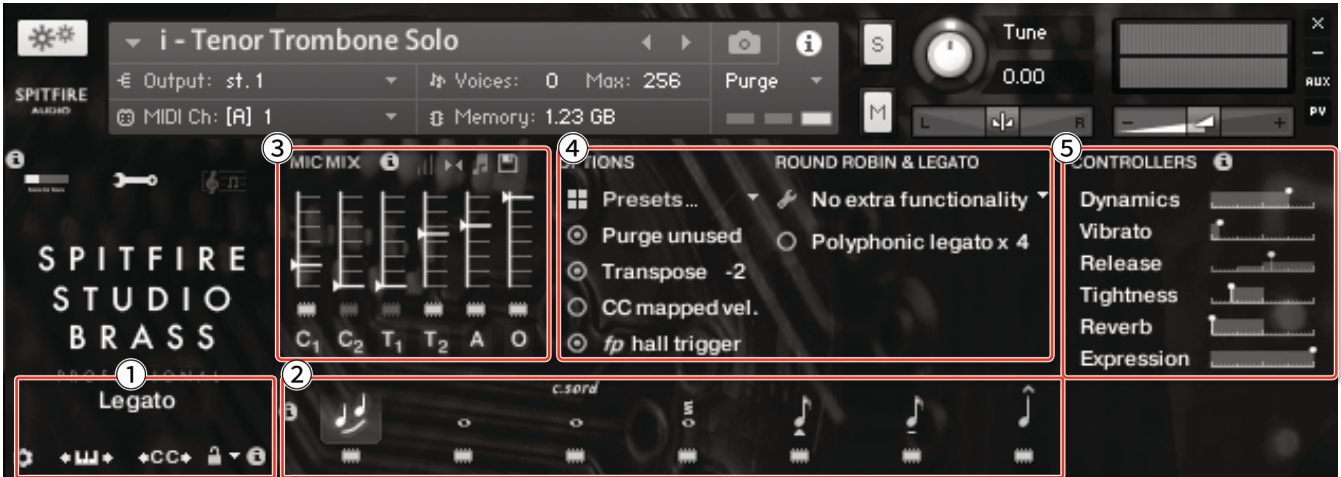 i - Tenor Trombone Solo
Tune
0.00
S
M
Output: st. 1
Voices: 0 Max: 256
Purge
MIDI Ch: [A] 1
Memory: 1.23 GB
L R
- +
×
-
AUX
PV
SPITFIRE
AUDIO
SPITFIRE
STUDIO
BRASS
PROFESSIONAL
1
Legato
CC
2
c.sord
3
MIC MIX
C1 C2 T1 T2 A O
4
OPTIONS
Presets...
Purge unused
Transpose -2
CC mapped vel.
fp hall trigger
ROUND ROBIN & LEGATO
No extra functionality
Polyphonic legato x 4
5
CONTROLLERS
Dynamics
Vibrato
Release
Tightness
Reverb
Expression